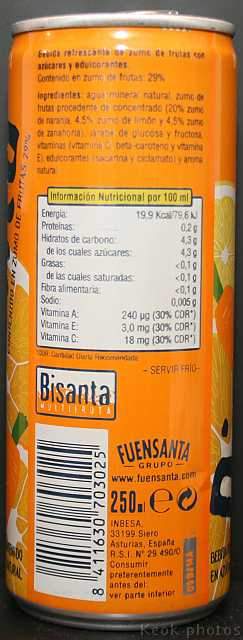 Bebida refrescante de zumo de frutas con
azúcares y edulcorantes.
Contenido en zumo de frutas: 29%
Ingredientes: agua mineral natural, zumo de
frutas procedente de concentrado (20% zumo
de naranja, 4,5% zumo de limón y 4,5% zumo
de zanahoria), jarabe de glucosa y fructosa,
vitaminas (vitamina C, beta-caroteno y vitamina
E), edulcorantes (sacarina y ciclamato) y aroma
natural.
Información Nutricional por 100 ml
Energía: 19,9 Kcal/79,6 kJ
Proteínas: 0,2 g
Hidratos de carbono: 4,3 g
de los cuales azúcares: 4,3 g
Grasas: <0,1 g
de las cuales saturadas: <0,1 g
Fibra alimentaria: <0,1 g
Sodio: 0,005 g
Vitamina A: 240 µg (30% CDR*)
Vitamina E: 3,0 mg (30% CDR*)
Vitamina C: 18 mg (30% CDR*)
*CDR: Cantidad Diaria Recomendada
- SERVIR FRÍO -
Bisanta
MULTIFRUTA
FUENSANTA
GRUPO
www.fuensanta.com
250ml e
8 411630 703025
INBESA,
33199 Siero
Asturias, España
R.S.I. Nº 29.490/O
Consumir
preferentemente
antes del:
ver parte inferior
ZUMO DE FRUTAS 29%
Keok-photos